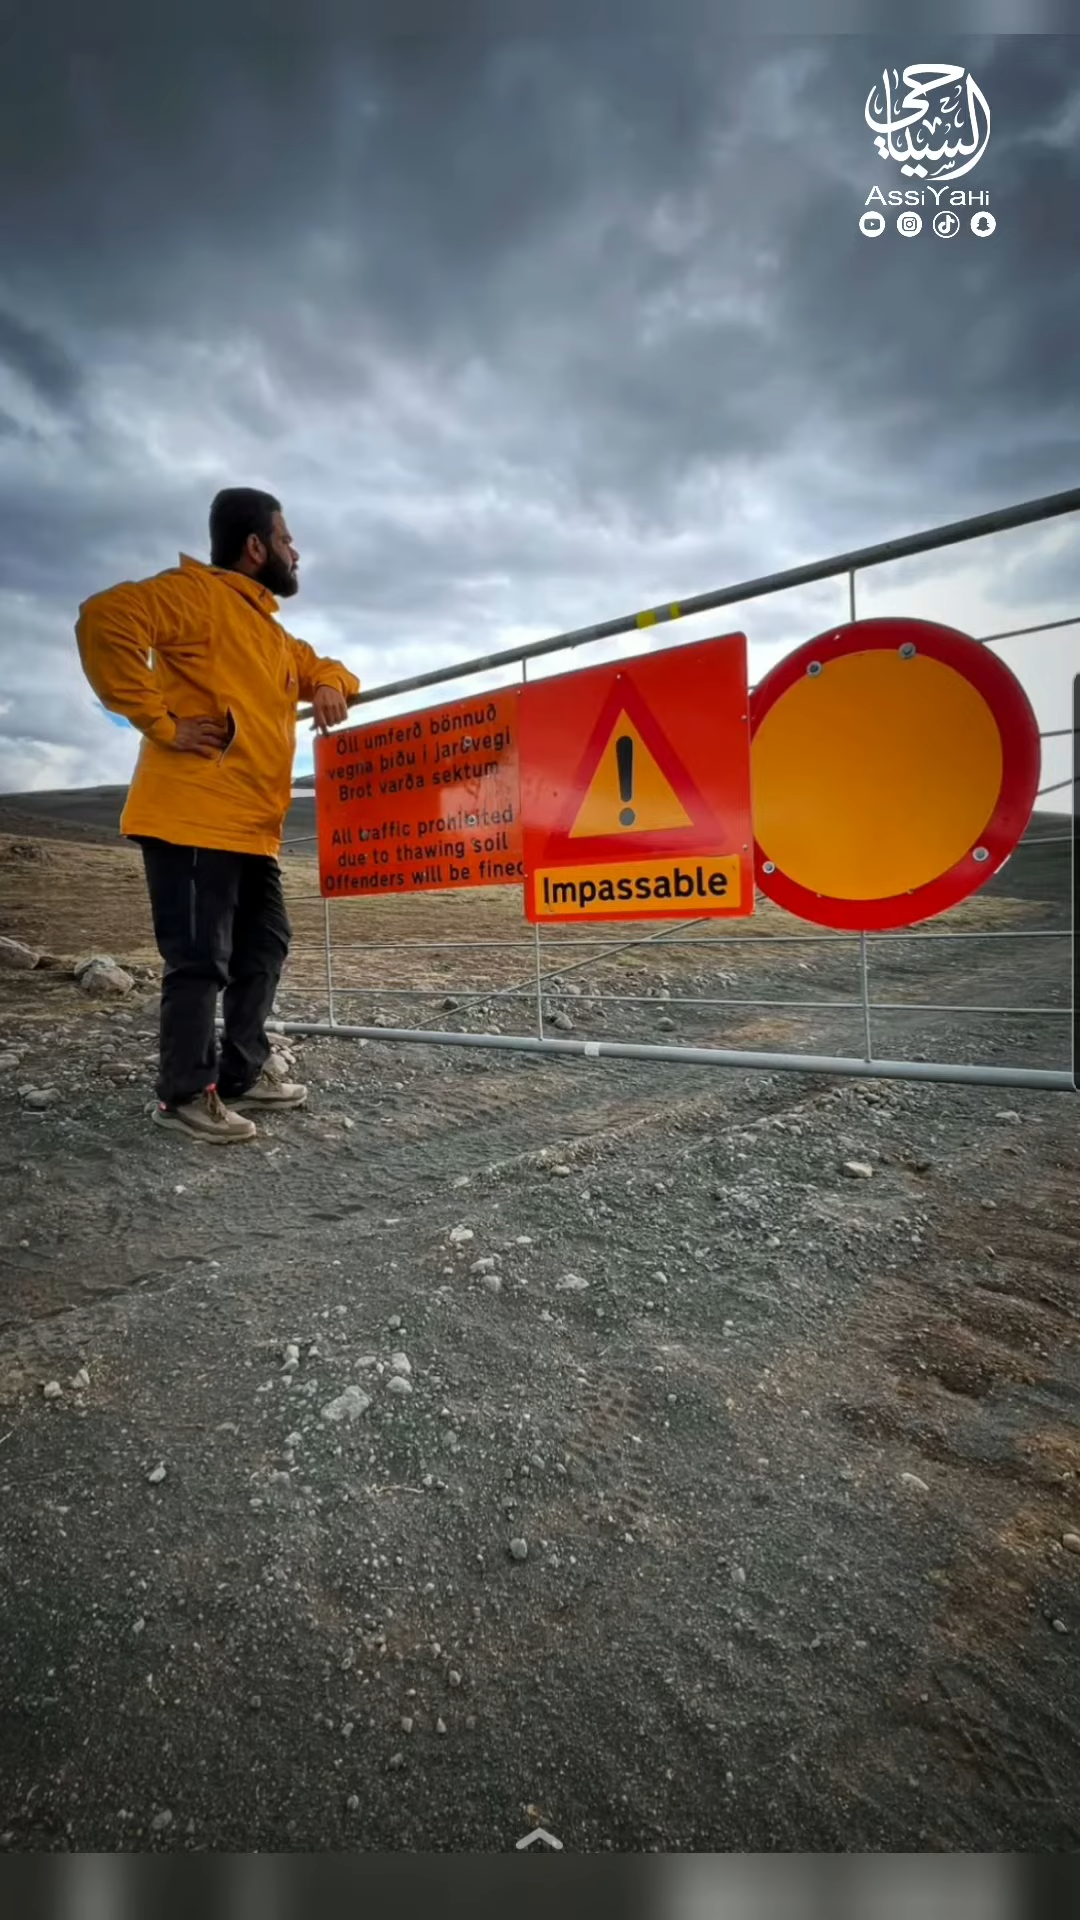 السياحي
AssiYahi
Öll umferð bönnuð
vegna þíðu í jarðvegi
Brot varða sektum
All traffic prohibited
due to thawing soil
Offenders will be fined
Impassable